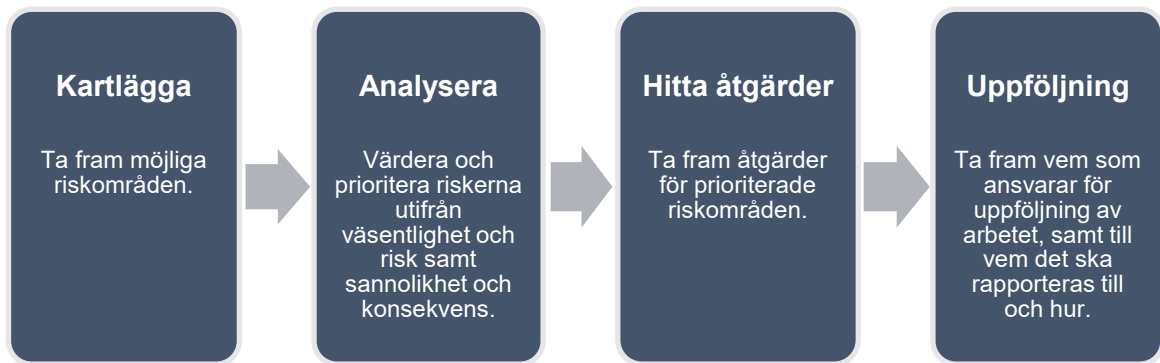 Kartlägga
Ta fram möjliga
riskområden.
Analysera
Värdera och
prioritera riskerna
utifrån
väsentlighet och
risk samt
sannolikhet och
konsekvens.
Hitta åtgärder
Ta fram åtgärder
för prioriterade
riskområden.
Uppföljning
Ta fram vem som
ansvarar för
uppföljning av
arbetet, samt till
vem det ska
rapporteras till
och hur.